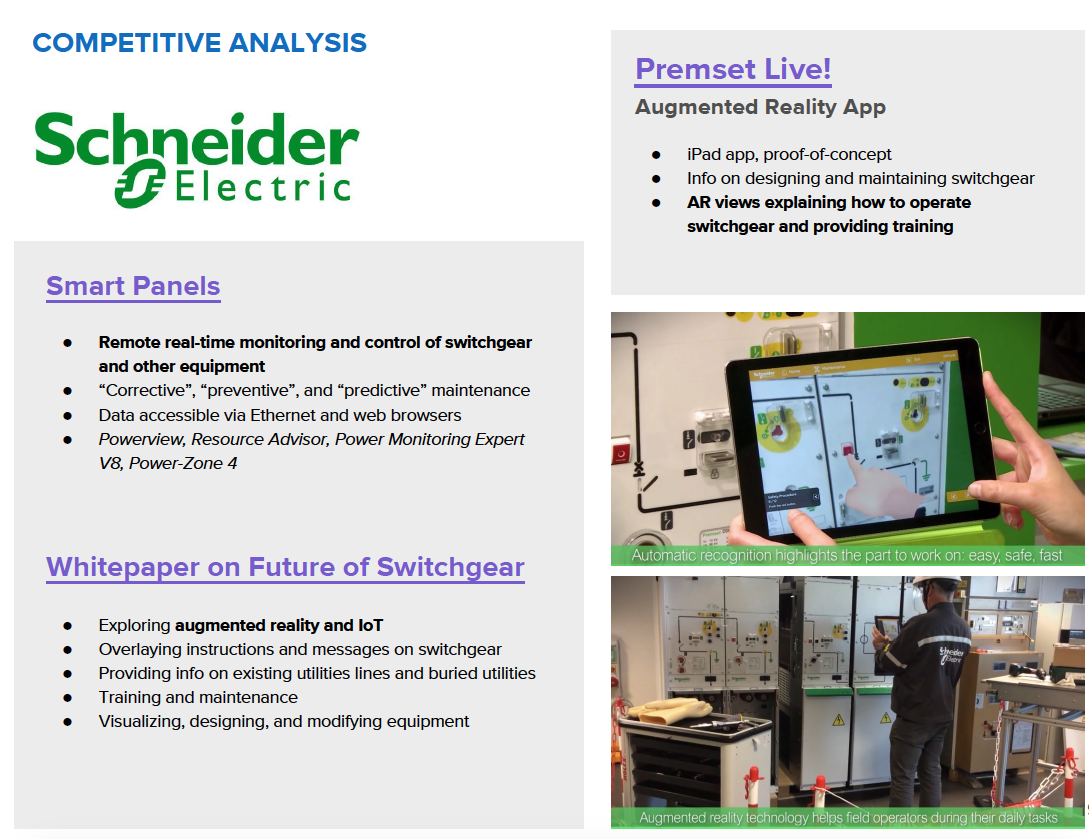 COMPETITIVE ANALYSIS
Schneider
Electric
Smart Panels
● Remote real-time monitoring and control of switchgear
and other equipment
● “Corrective”, “preventive”, and “predictive” maintenance
● Data accessible via Ethernet and web browsers
● Powerview, Resource Advisor, Power Monitoring Expert
V8, Power-Zone 4
Whitepaper on Future of Switchgear
● Exploring augmented reality and IoT
● Overlaying instructions and messages on switchgear
● Providing info on existing utilities lines and buried utilities
● Training and maintenance
● Visualizing, designing, and modifying equipment
Premset Live!
Augmented Reality App
● iPad app, proof-of-concept
● Info on designing and maintaining switchgear
● AR views explaining how to operate
switchgear and providing training
Schneider
Safety Procedure
Automatic recognition highlights the part to work on: easy, safe, fast
Schneider
Electric
Augmented reality technology helps field operators during their daily tasks